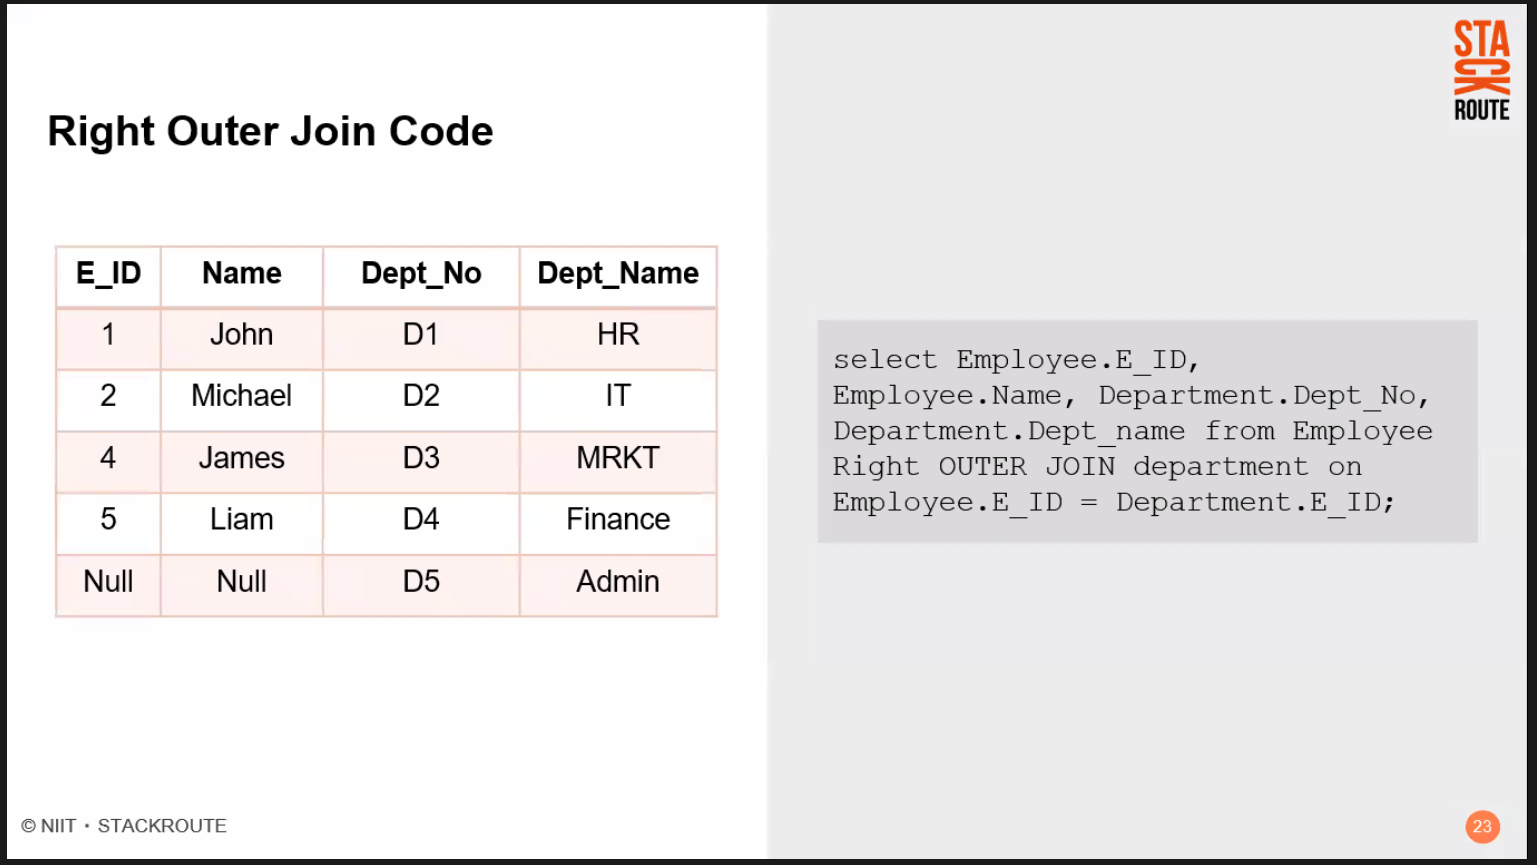 STA
CK
ROUTE
Right Outer Join Code
E_ID Name Dept_No Dept_Name
1 John D1 HR
2 Michael D2 IT
4 James D3 MRKT
5 Liam D4 Finance
Null Null D5 Admin
select Employee.E_ID,
Employee.Name, Department.Dept_No,
Department.Dept_name from Employee
Right OUTER JOIN department on
Employee.E_ID = Department.E_ID;
© NIIT • STACKROUTE
23